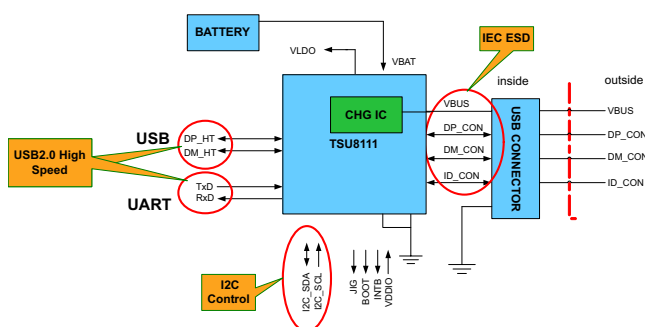 BATTERY
IEC ESD
VLDO
VBAT
inside
outside
CHG IC
TSU8111
VBUS
DP_CON
DM_CON
ID_CON
USB CONNECTOR
VBUS
DP_CON
DM_CON
ID_CON
USB
DP_HT
DM_HT
USB2.0 High
Speed
TxD
RxD
UART
I2C
Control
I2C_SDA
I2C_SCL
JIG
BOOT
INTB
VDDIO